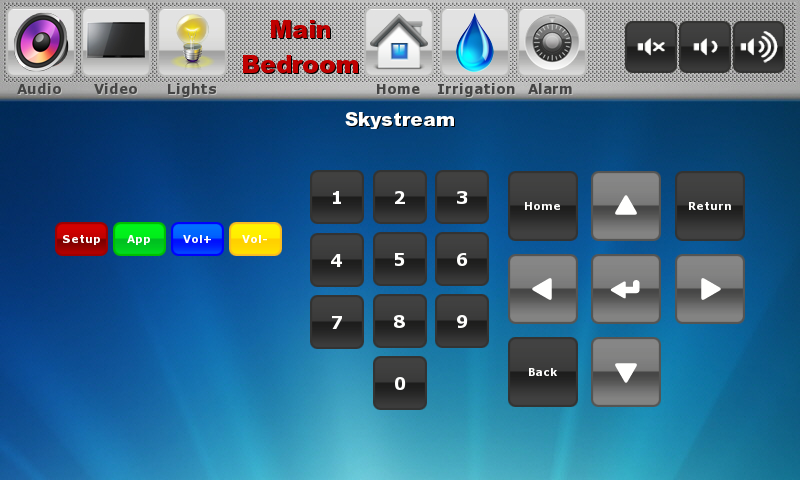 Main
Bedroom
Audio Video Lights Home Irrigation Alarm
Skystream
1 2 3 Home Return
Setup App Vol+ Vol- 4 5 6
7 8 9
Back
0